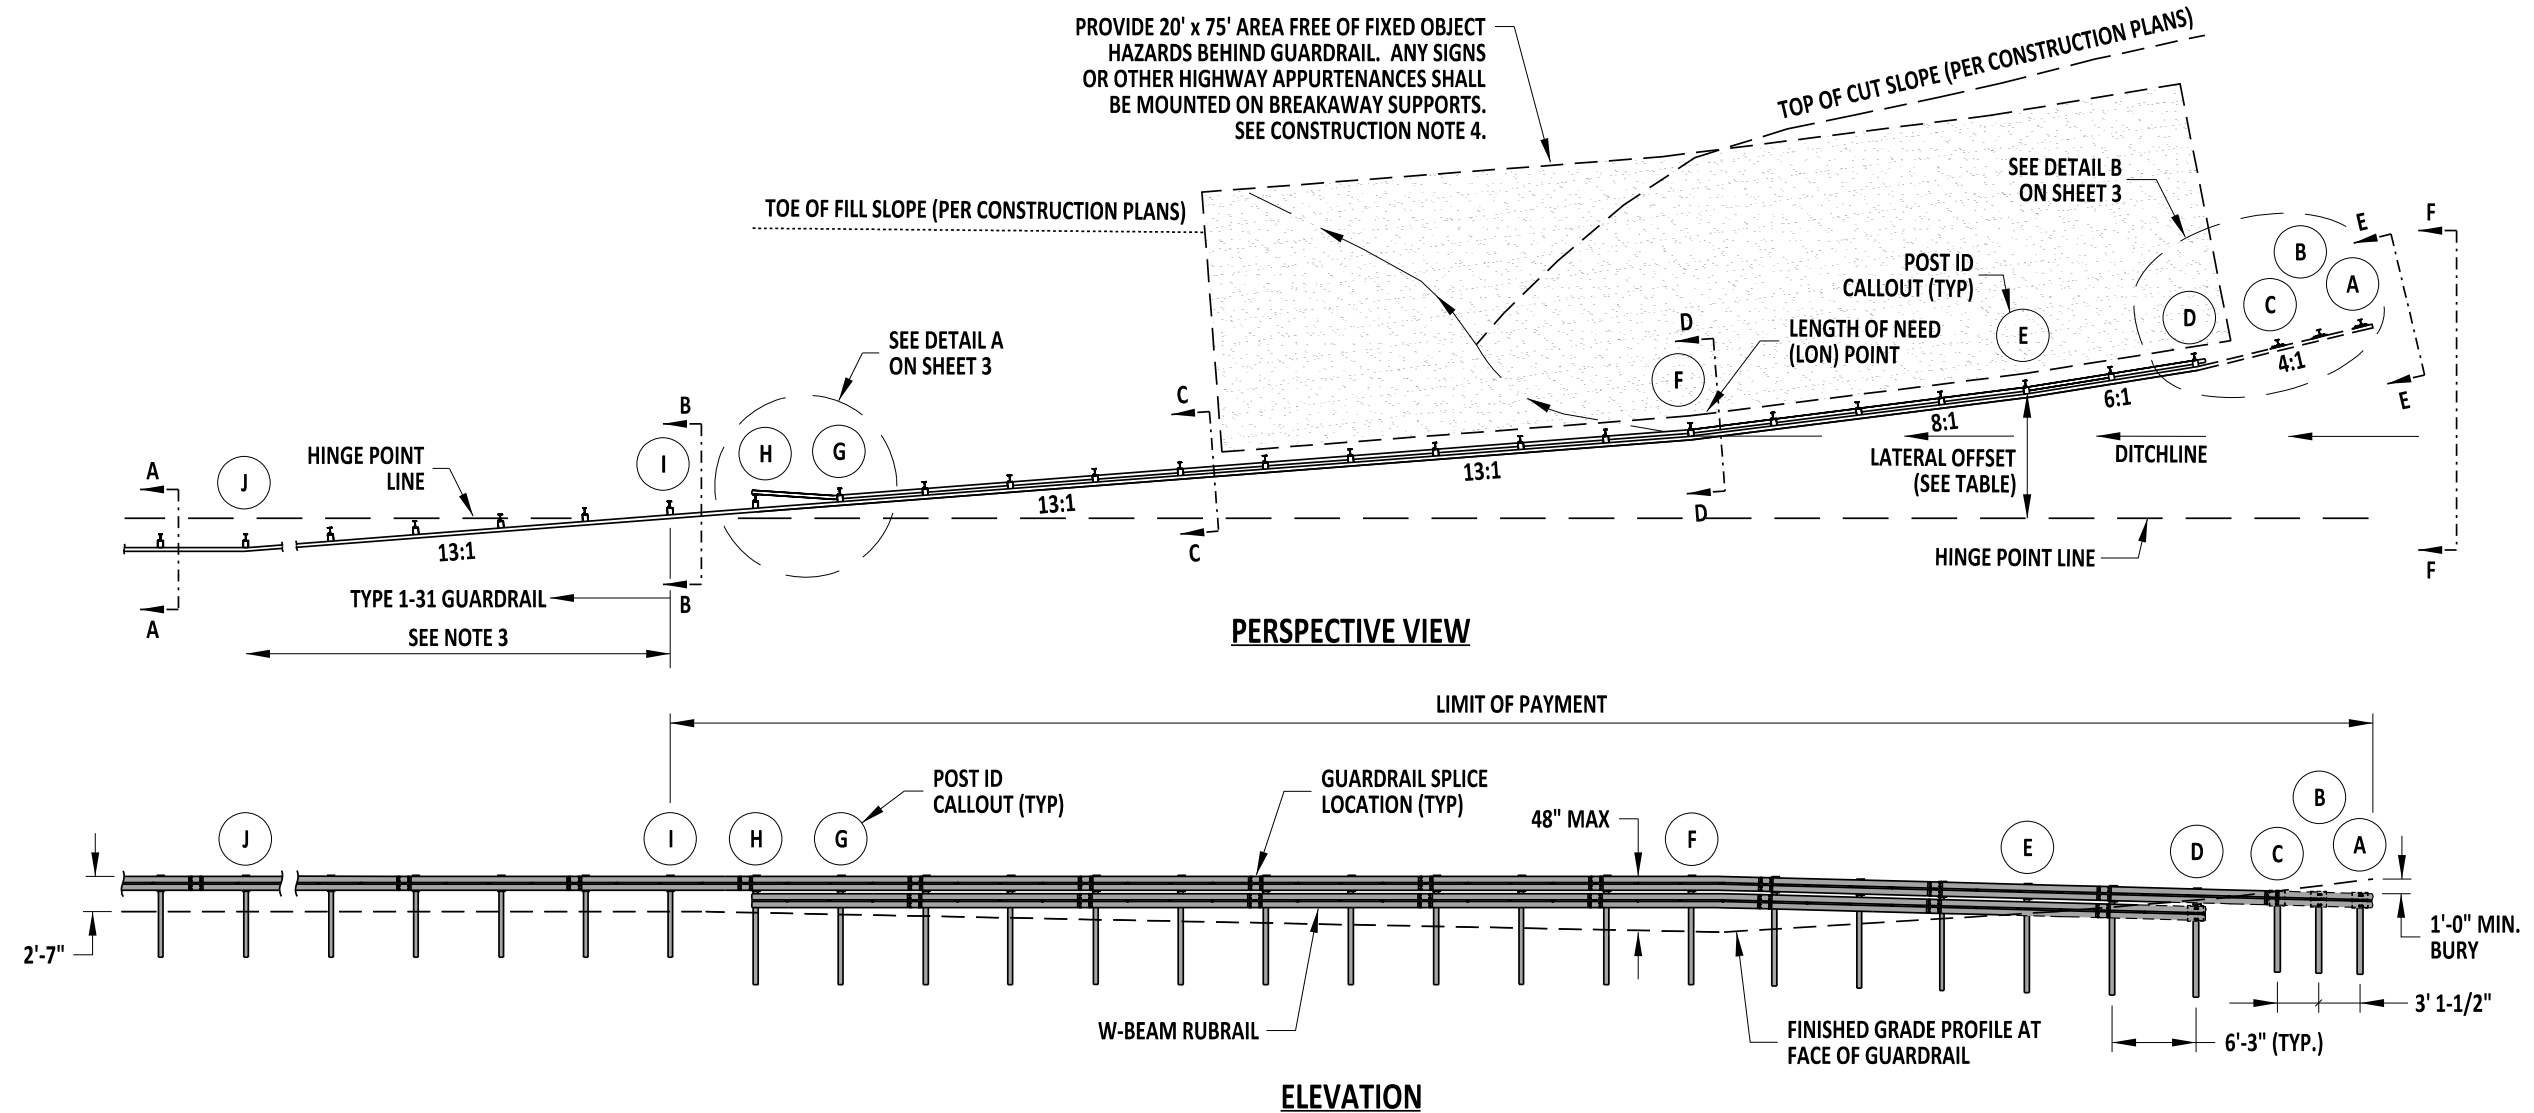 PROVIDE 20' x 75' AREA FREE OF FIXED OBJECT
HAZARDS BEHIND GUARDRAIL. ANY SIGNS
OR OTHER HIGHWAY APPURTENANCES SHALL
BE MOUNTED ON BREAKAWAY SUPPORTS.
SEE CONSTRUCTION NOTE 4.
TOP OF CUT SLOPE (PER CONSTRUCTION PLANS)
TOE OF FILL SLOPE (PER CONSTRUCTION PLANS)
SEE DETAIL B
ON SHEET 3
E
F
B
A
C
D
POST ID
CALLOUT (TYP)
E
D
LENGTH OF NEED
(LON) POINT
F
SEE DETAIL A
ON SHEET 3
4:1
E
6:1
8:1
C
B
H
G
I
HINGE POINT
LINE
A
J
13:1
13:1
LATERAL OFFSET
(SEE TABLE)
DITCHLINE
D
C
13:1
HINGE POINT LINE
F
TYPE 1-31 GUARDRAIL
B
A
SEE NOTE 3
PERSPECTIVE VIEW
LIMIT OF PAYMENT
POST ID
CALLOUT (TYP)
GUARDRAIL SPLICE
LOCATION (TYP)
48" MAX
B
J
I
H
G
F
E
D
C
A
2'-7"
1'-0" MIN.
BURY
3' 1-1/2"
W-BEAM RUBRAIL
FINISHED GRADE PROFILE AT
FACE OF GUARDRAIL
6'-3" (TYP.)
ELEVATION